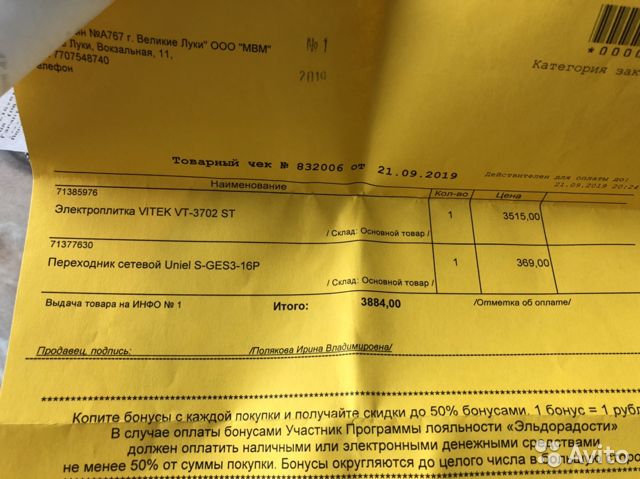 №А767 г. Великие Луки" ООО "МВМ"
Луки, Вокзальная, 11,
7707548740
елефон
№ 1
2019
*0000
Категория зак
Товарный чек № 832006 от 21.09.2019
Действителен для оплаты до:
21.09.2019 20:24
Наименование Кол-во Цена
71385976
Электроплитка VITEK VT-3702 ST 1 3515,00
/ Склад: Основной товар /
71377630
Переходник сетевой Uniel S-GES3-16P 1 369,00
/ Склад: Основной товар /
Выдача товара на ИНФО № 1 Итого: 3884,00 /Отметка об оплате/
Продавец, подпись: /Полякова Ирина Владимировна/
Копите бонусы с каждой покупки и получайте скидки до 50% бонусами. 1 бонус = 1 рубл
В случае оплаты бонусами Участник Программы лояльности «Эльдорадости»
должен оплатить наличными или электронными денежными средствами
не менее 50% от суммы покупки. Бонусы округляются до целого числа в большую
Avito